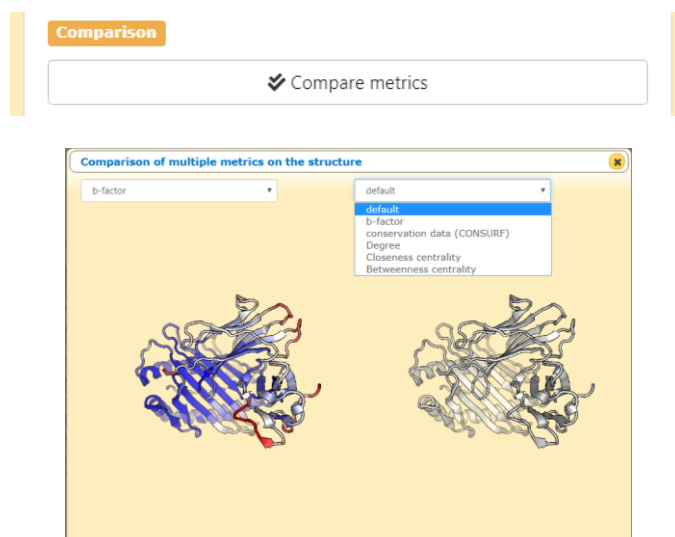 Comparison
Compare metrics
Comparison of multiple metrics on the structure
b-factor
default
default
b-factor
conservation data (CONSURF)
Degree
Closeness centrality
Betweenness centrality